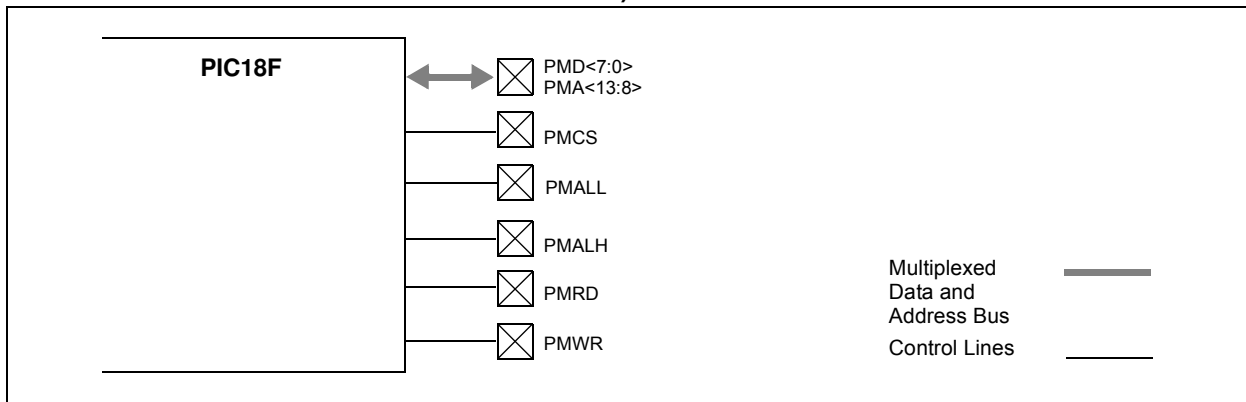 PIC18F
PMD<7:0>
PMA<13:8>
PMCS
PMALL
PMALH
PMRD
PMWR
Multiplexed
Data and
Address Bus
Control Lines